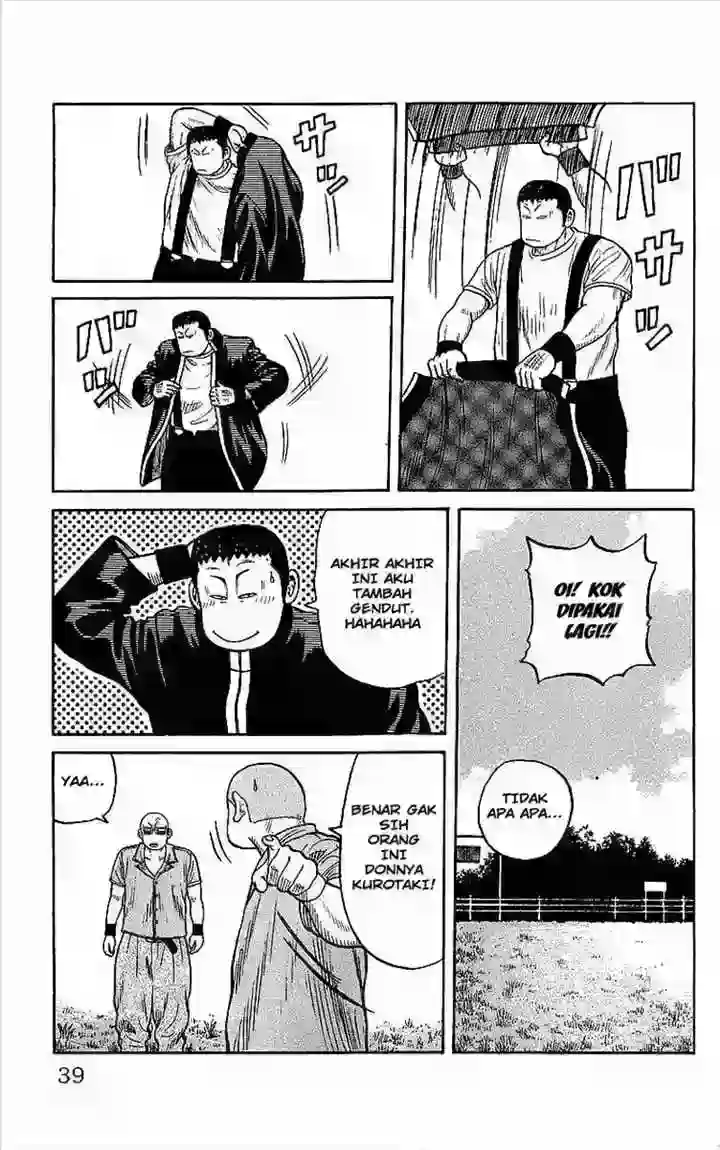 バサッ
ザッ
バッ
OI! KOK
DIPAKAI
LAGI!!
TIDAK
APA APA...
AKHIR AKHIR
INI AKU
TAMBAH
GENDUT.
HAHAHAHA
BENAR GAK
SIH
ORANG
INI
DONNYA
KUROTAKI!
YAA...
39